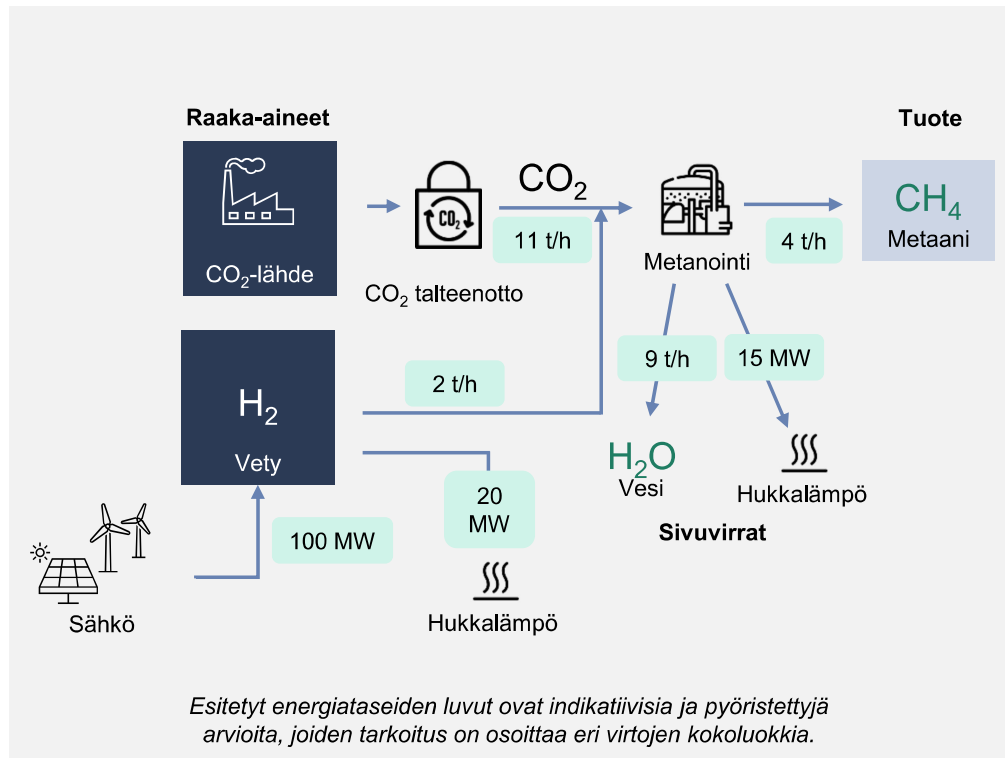 Raaka-aineet
Tuote
CO₂
CO₂
CH₄
11 t/h
4 t/h
Metaani
Metanointi
CO₂-lähde
CO₂ talteenotto
9 t/h
15 MW
2 t/h
H₂
Vety
H₂O
Vesi
Hukkalämpö
20
MW
Sivuvirrat
100 MW
Sähkö
Hukkalämpö
Esitetyt energiataseiden luvut ovat indikatiivisia ja pyöristettyjä
arvioita, joiden tarkoitus on osoittaa eri virtojen kokoluokkia.